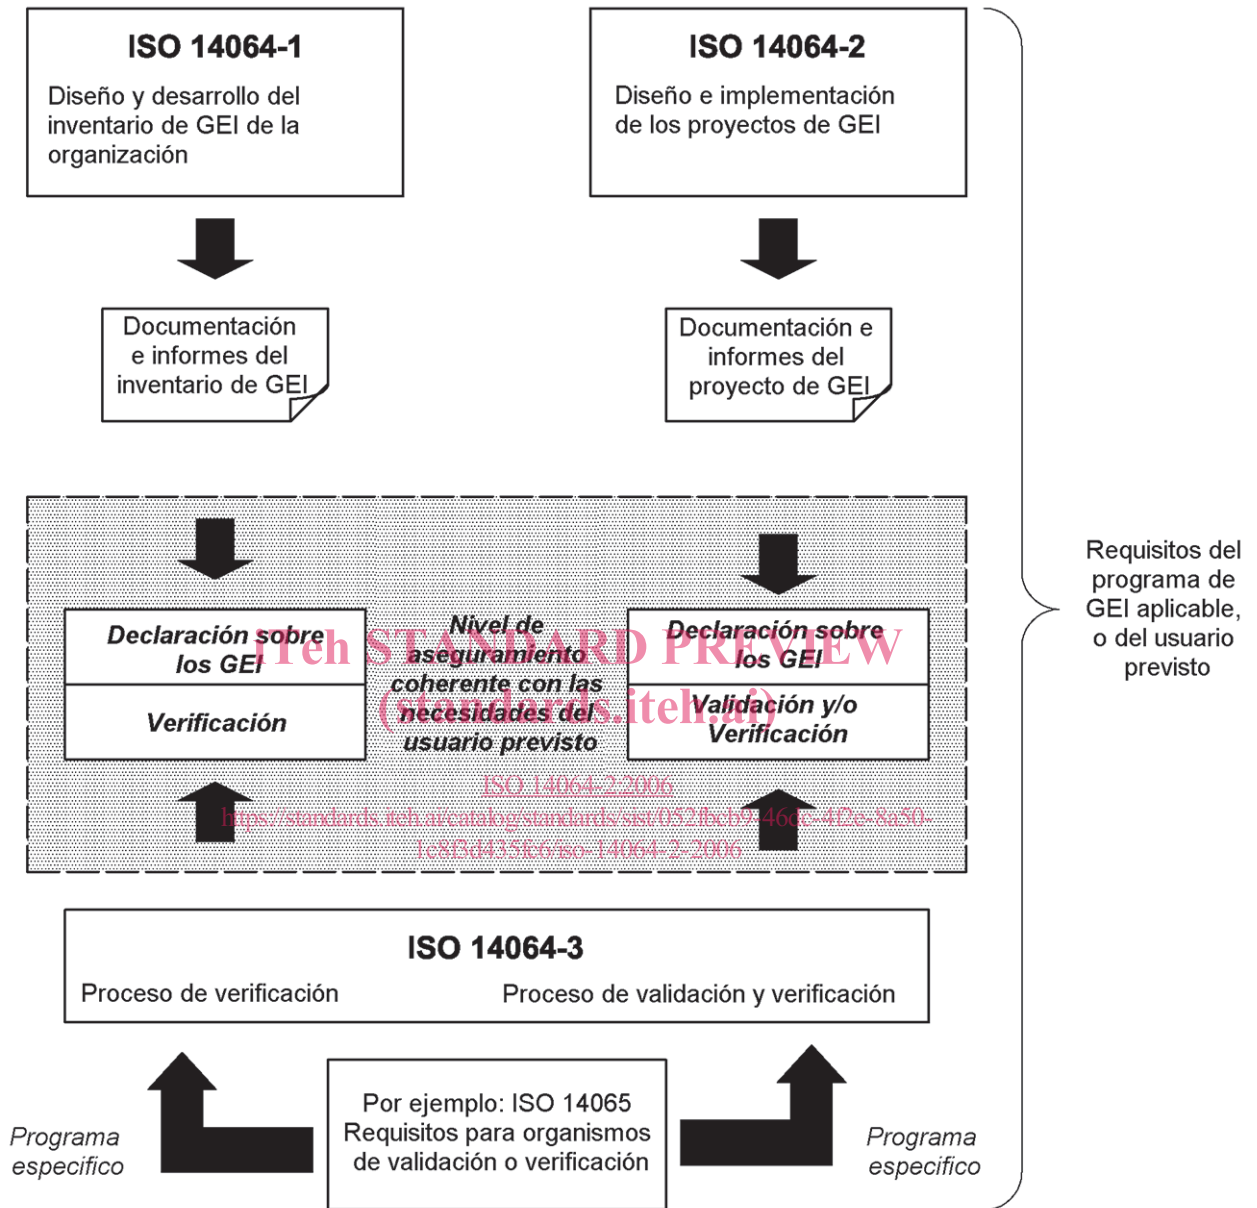 ISO 14064-1
Diseño y desarrollo del
inventario de GEI de la
organización
ISO 14064-2
Diseño e implementación
de los proyectos de GEI
Documentación
e informes del
inventario de GEI
Documentación e
informes del
proyecto de GEI
Declaración sobre
los GEI
Verificación
Nivel de
aseguramiento
coherente con las
necesidades del
usuario previsto
Declaración sobre
los GEI
Validación y/o
Verificación
iTeh STANDARD PREVIEW
(standards.iteh.ai)
ISO 14064-2:2006
https://standards.iteh.ai/catalog/standards/sist/052fbcb9-46dc-4f2e-8a50-
1c8f3d435fc6/iso-14064-2-2006
ISO 14064-3
Proceso de verificación
Proceso de validación y verificación
Programa
especifico
Por ejemplo: ISO 14065
Requisitos para organismos
de validación o verificación
Programa
especifico
Requisitos del
programa de
GEI aplicable,
o del usuario
previsto